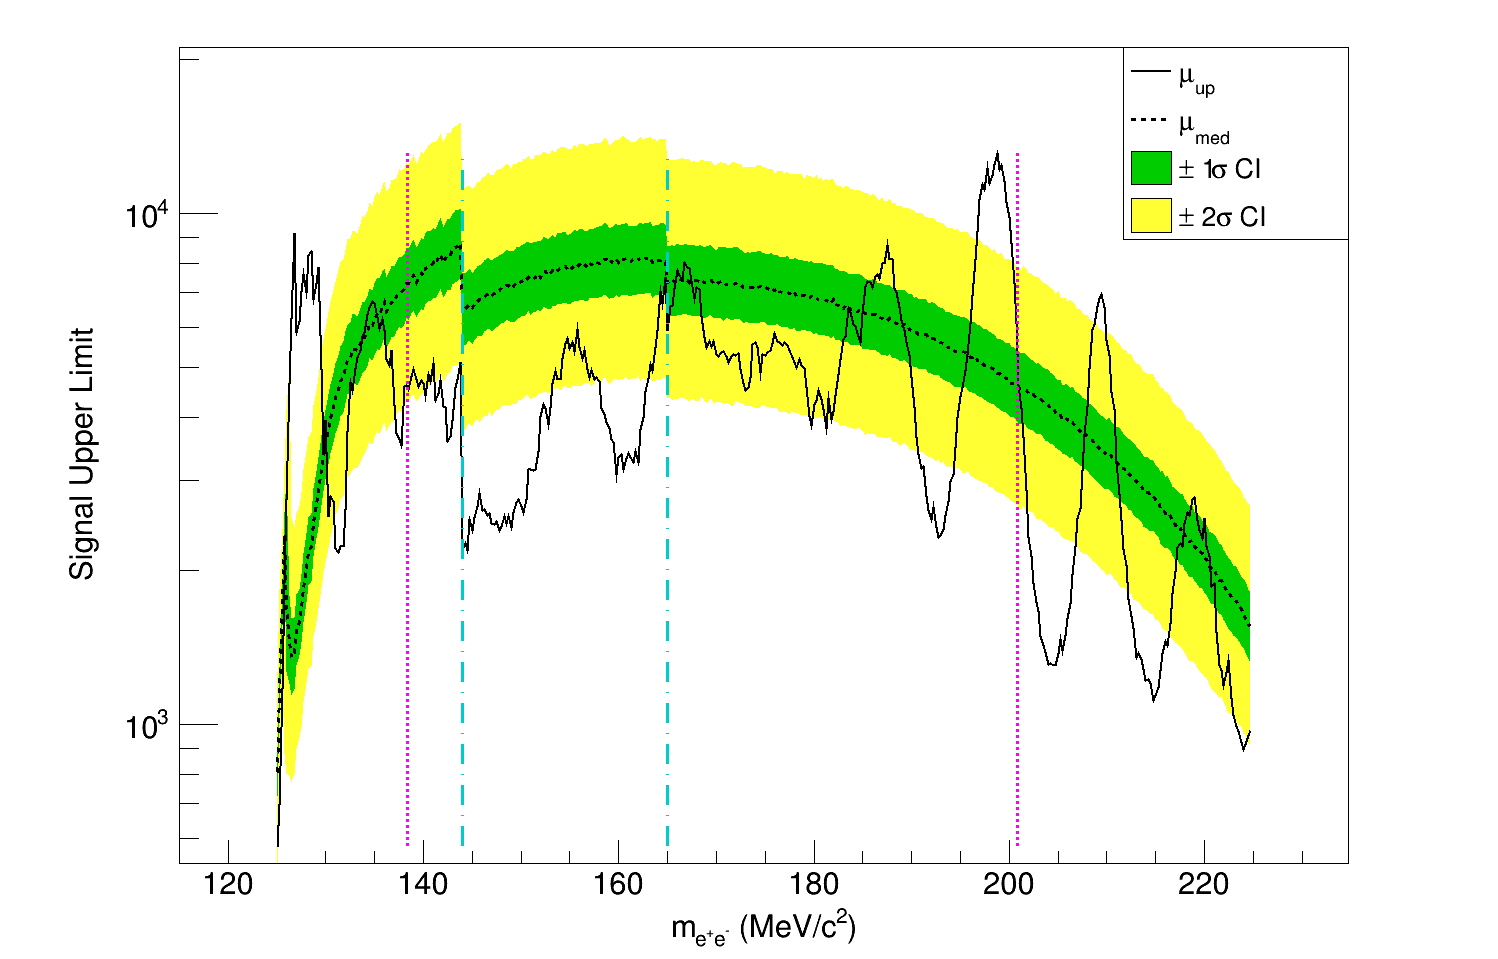 μup
μmed
± 1σ CI
± 2σ CI
Signal Upper Limit
10⁴
10³
120 140 160 180 200 220
m_e⁺e⁻ (MeV/c²)